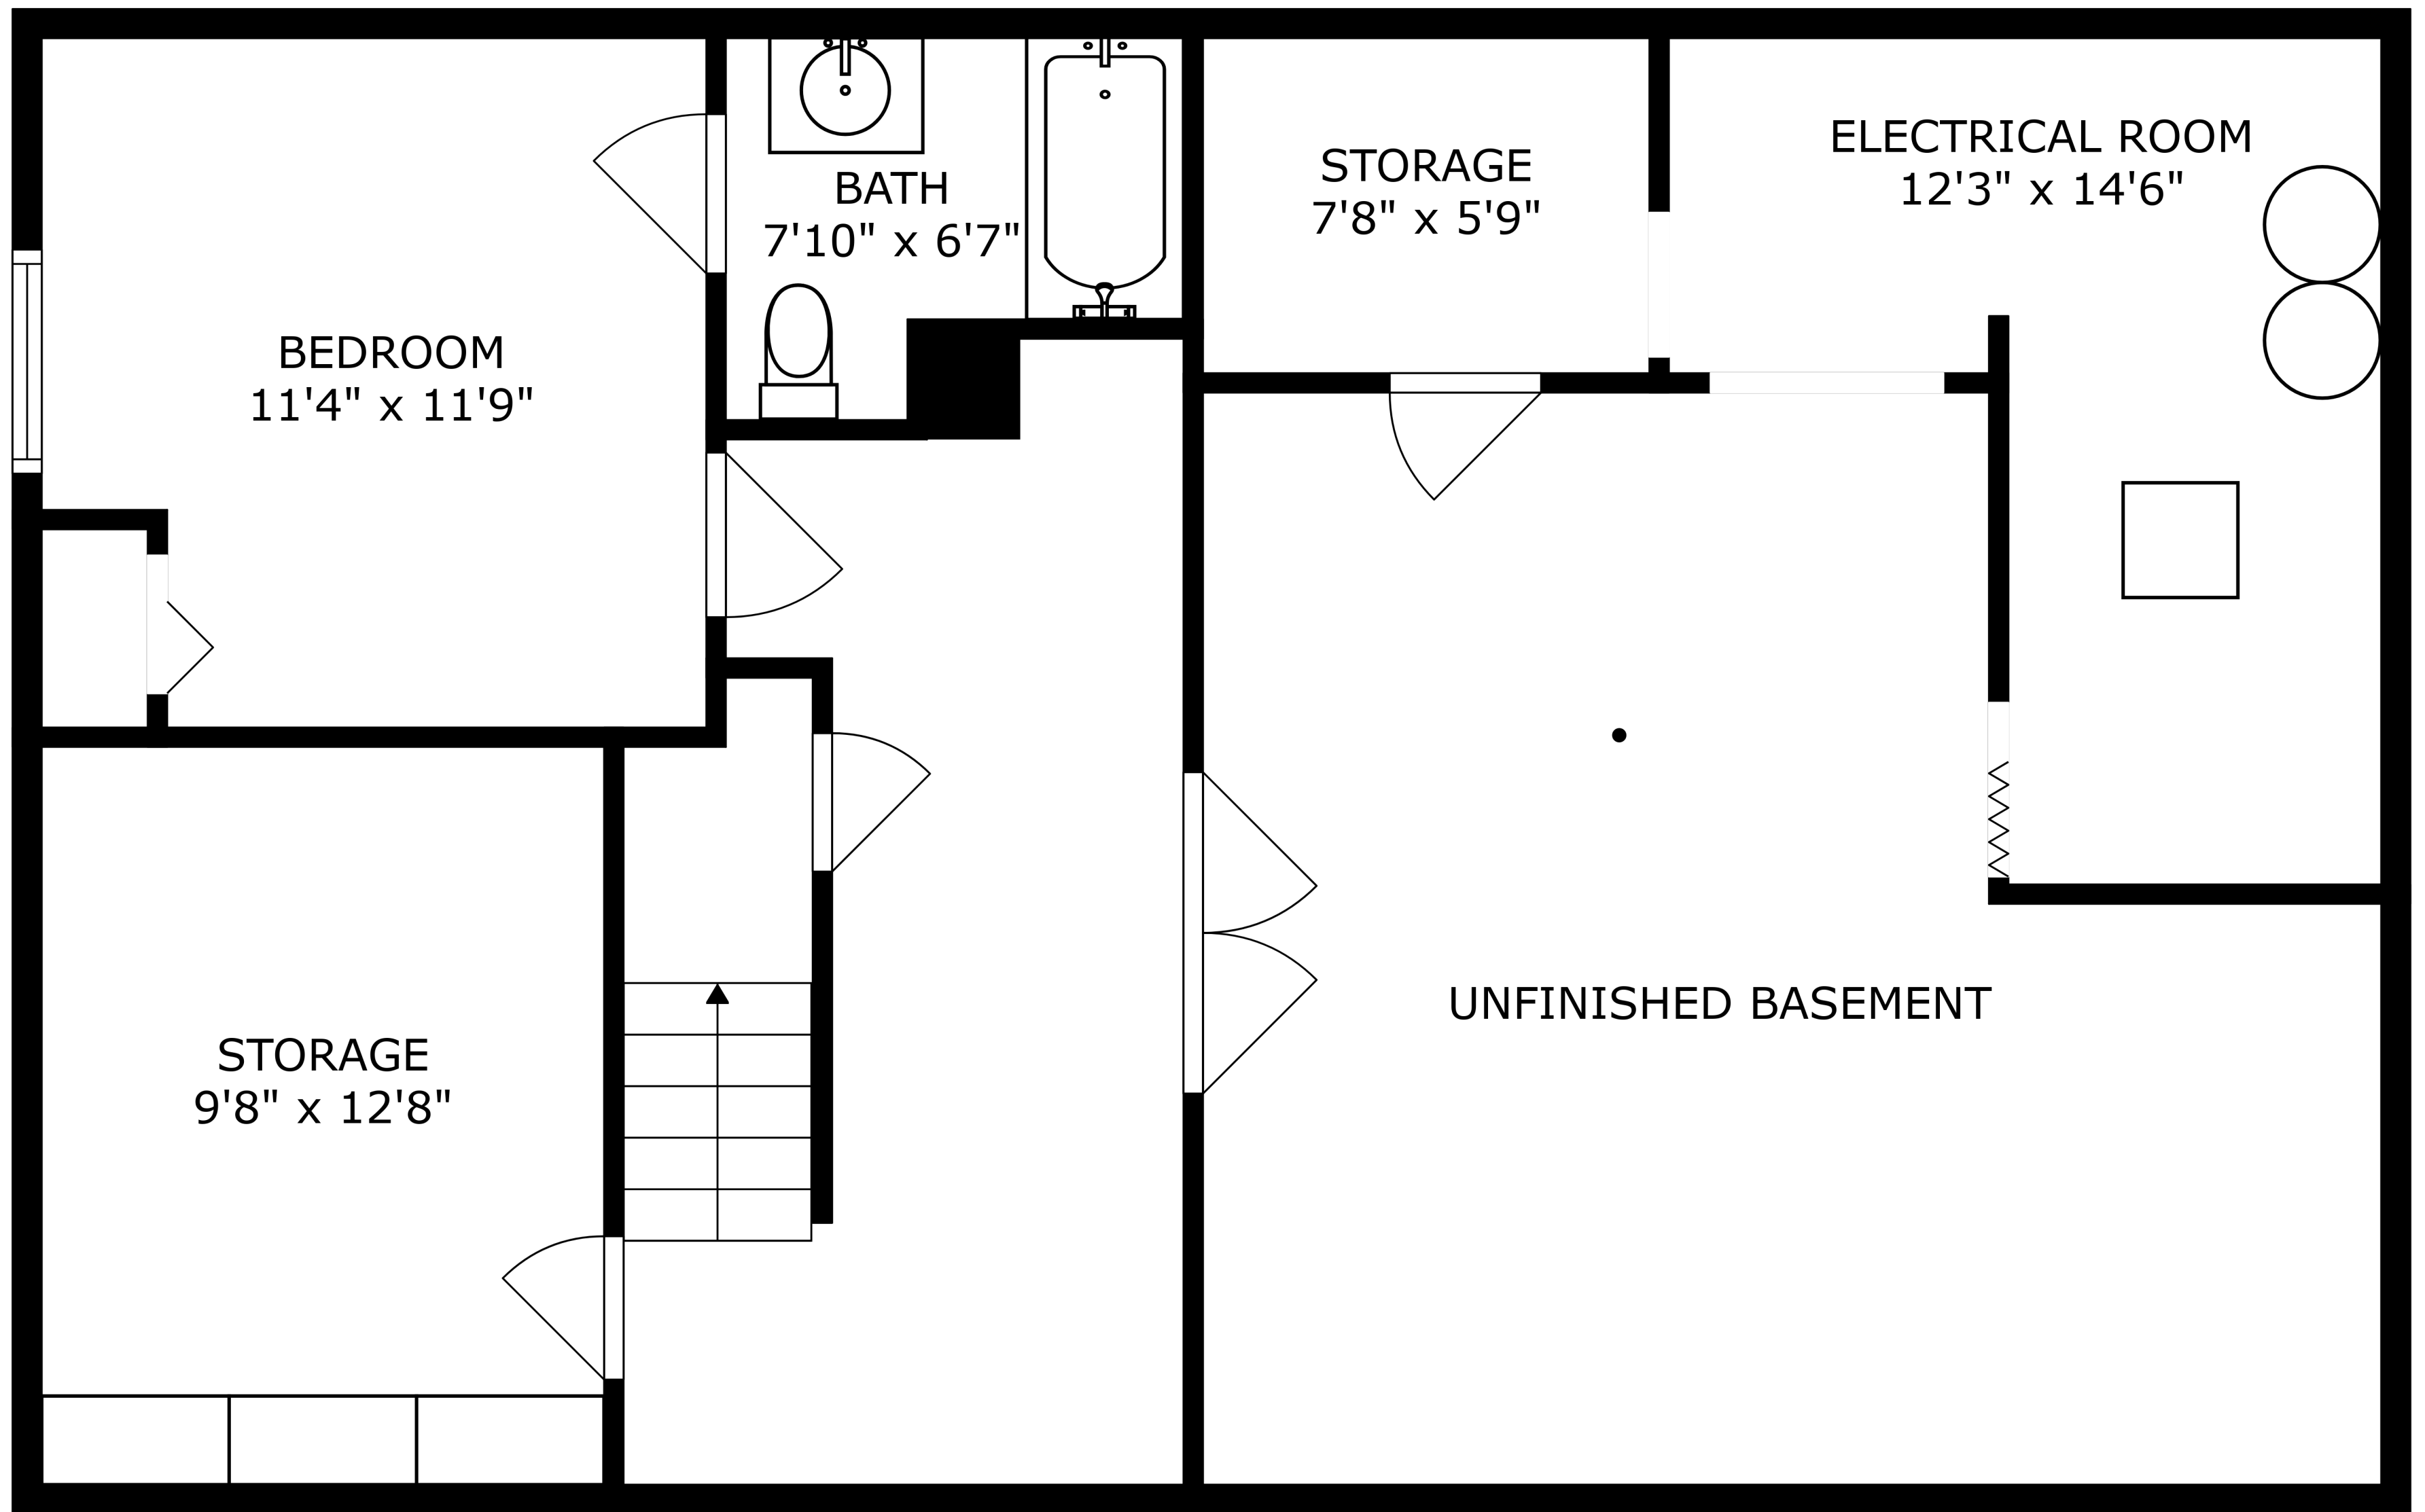 ELECTRICAL ROOM
12'3" x 14'6"
STORAGE
7'8" x 5'9"
BATH
7'10" x 6'7"
BEDROOM
11'4" x 11'9"
UNFINISHED BASEMENT
STORAGE
9'8" x 12'8"